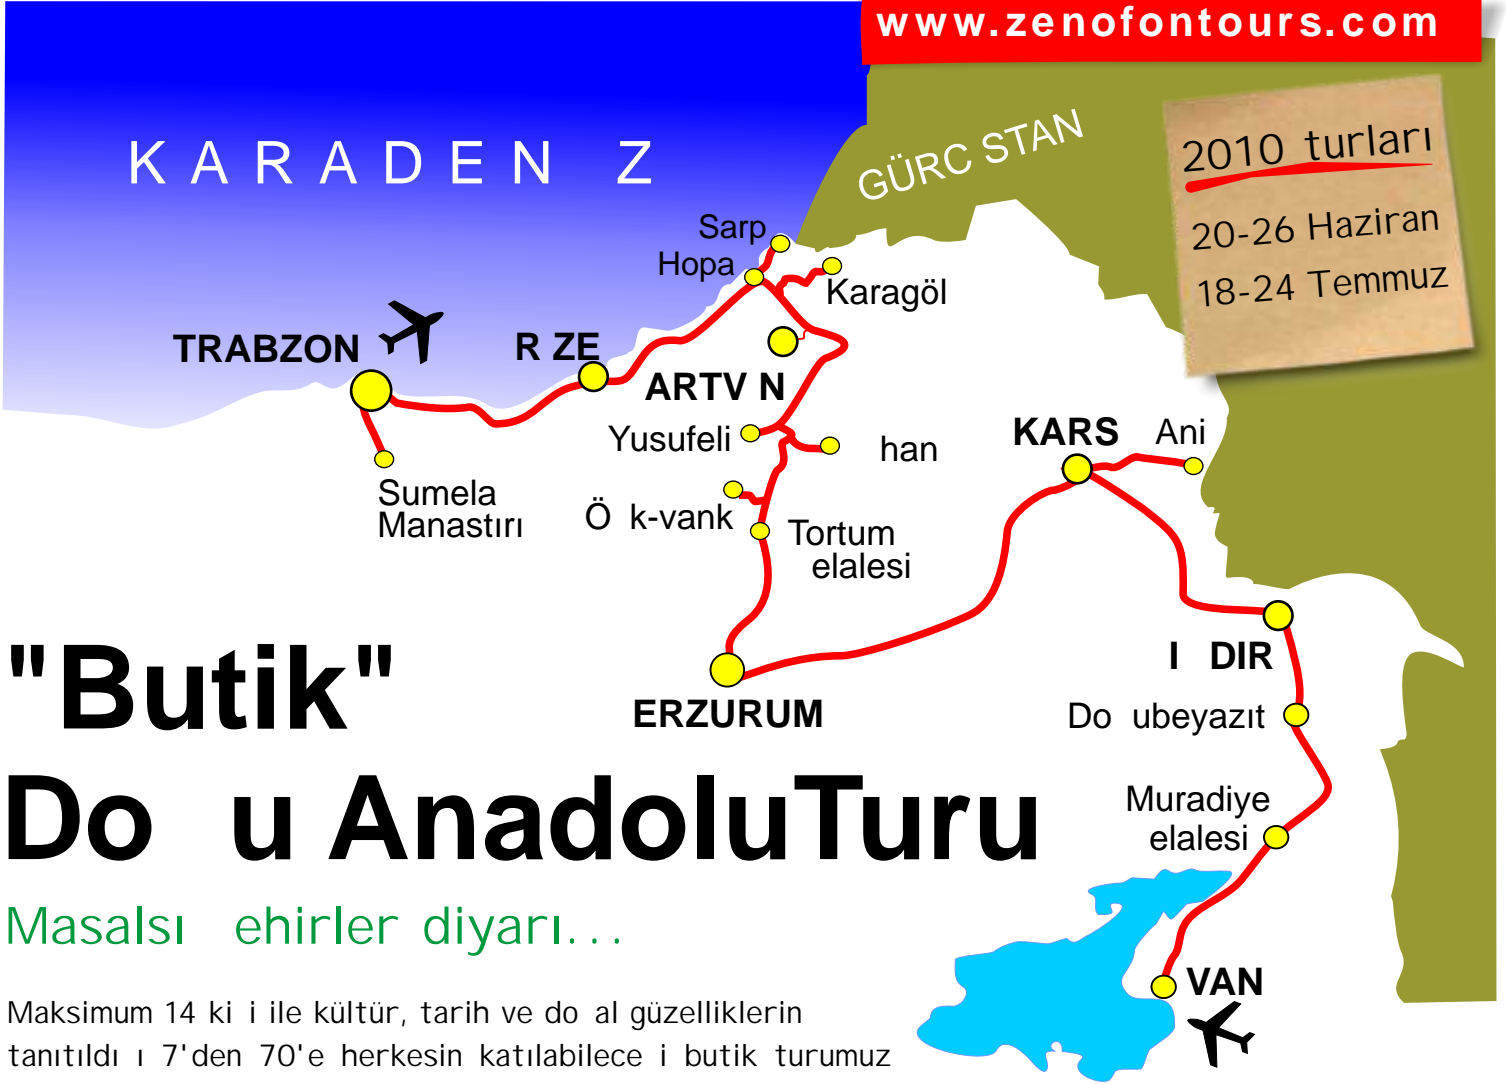 www.zenofontours.com
KARADEN Z
GÜRC STAN
2010 turları
20-26 Haziran
18-24 Temmuz
Sarp
Hopa
Karagöl
TRABZON
R ZE
ARTV N
Yusufeli
han
KARS
Ani
Sumela
Manastırı
Ö k-vank
Tortum
elalesi
I DIR
ERZURUM
Do ubeyazıt
Muradiye
elalesi
VAN
"Butik"
Do u AnadoluTuru
Masalsı ehirler diyarı...
Maksimum 14 ki i ile kültür, tarih ve do al güzelliklerin
tanıtıldı ı 7'den 70'e herkesin katılabilece i butik turumuz